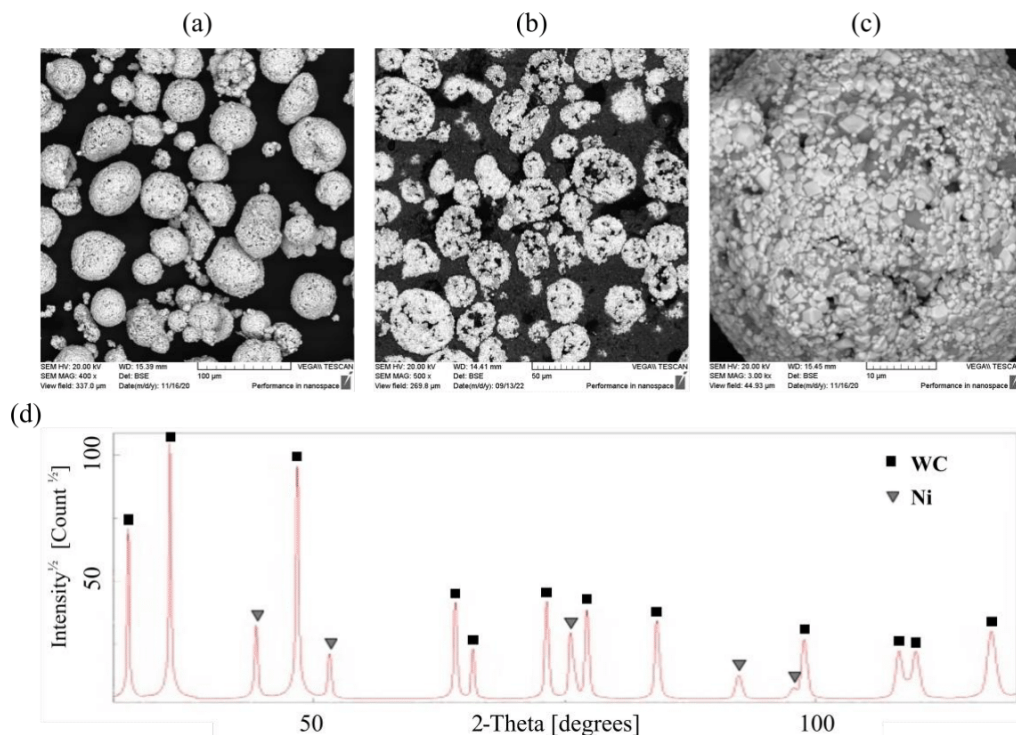 (a)
(b)
(c)
SEM HV: 20.00 kV WD: 15.39 mm VEGA\\ TESCAN
SEM MAG: 400 x Det: BSE 100 µm
View field: 337.0 µm Date(m/d/y): 11/16/20 Performance in nanospace
SEM HV: 20.00 kV WD: 14.41 mm VEGA\\ TESCAN
SEM MAG: 500 x Det: BSE 50 µm
View field: 269.8 µm Date(m/d/y): 09/13/22 Performance in nanospace
SEM HV: 20.00 kV WD: 15.45 mm VEGA\\ TESCAN
SEM MAG: 3.00 kx Det: BSE 10 µm
View field: 44.93 µm Date(m/d/y): 11/16/20 Performance in nanospace
(d)
Intensity½ [Count ½]
100
50
WC
Ni
50
2-Theta [degrees]
100